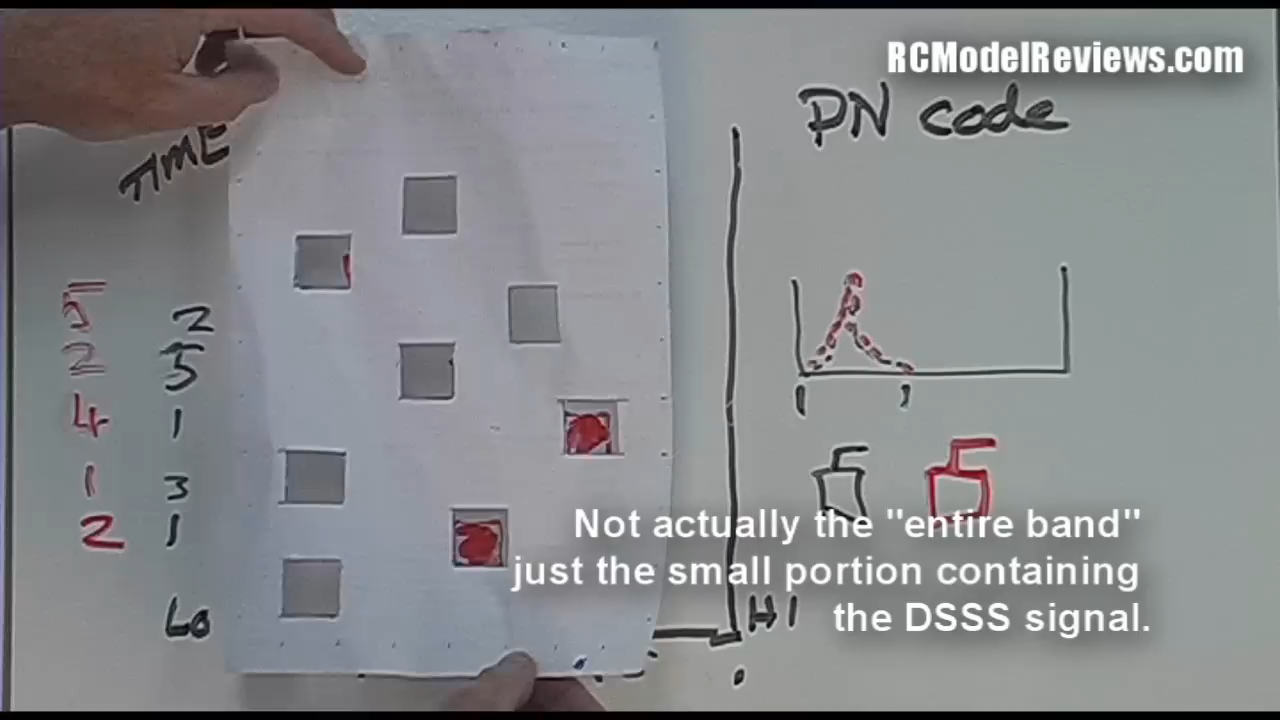 RCModelReviews.com
PN code
TIME
5 2
2 5
4 1
1 3
2 1
Lo
HI
Not actually the "entire band"
just the small portion containing
the DSSS signal.